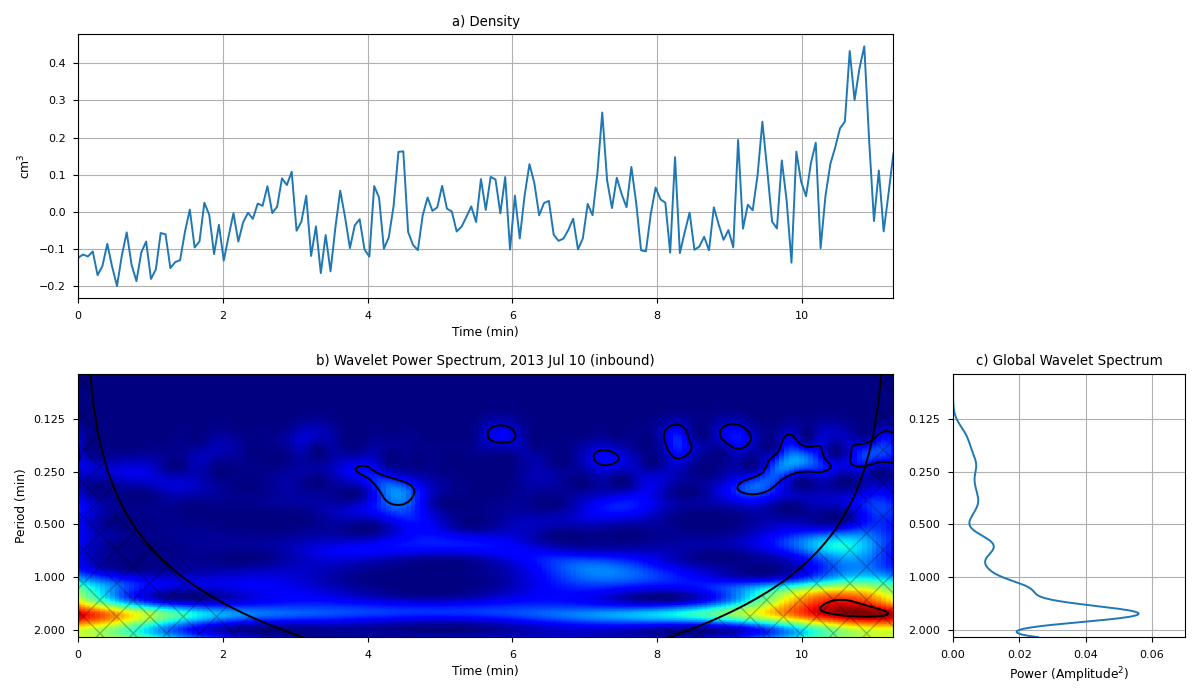 a) Density
cm³
0.4
0.3
0.2
0.1
0.0
−0.1
−0.2
0 2 4 6 8 10
Time (min)
b) Wavelet Power Spectrum, 2013 Jul 10 (inbound)
Period (min)
0.125
0.250
0.500
1.000
2.000
0 2 4 6 8 10
Time (min)
c) Global Wavelet Spectrum
0.125
0.250
0.500
1.000
2.000
0.00 0.02 0.04 0.06
Power (Amplitude²)